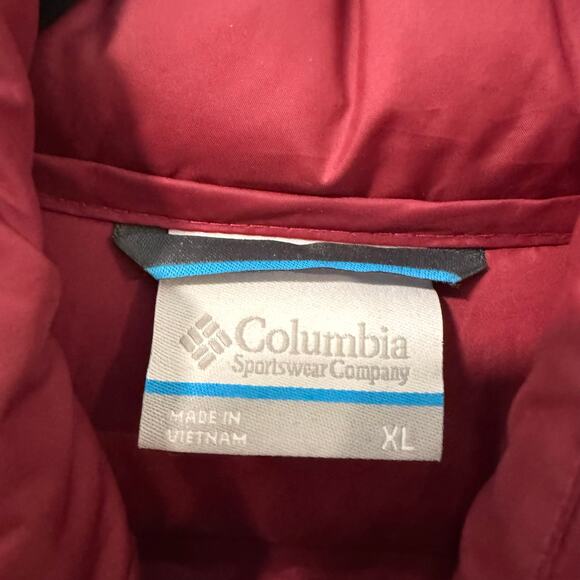 Columbia
Sportswear Company
MADE IN
VIETNAM
XL